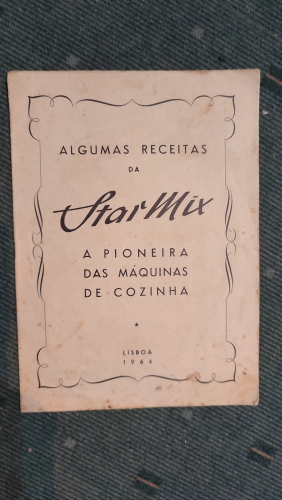 ALGUMAS RECEITAS
DA
StarMix
A PIONEIRA
DAS MÁQUINAS
DE COZINHA
*
LISBOA
1964